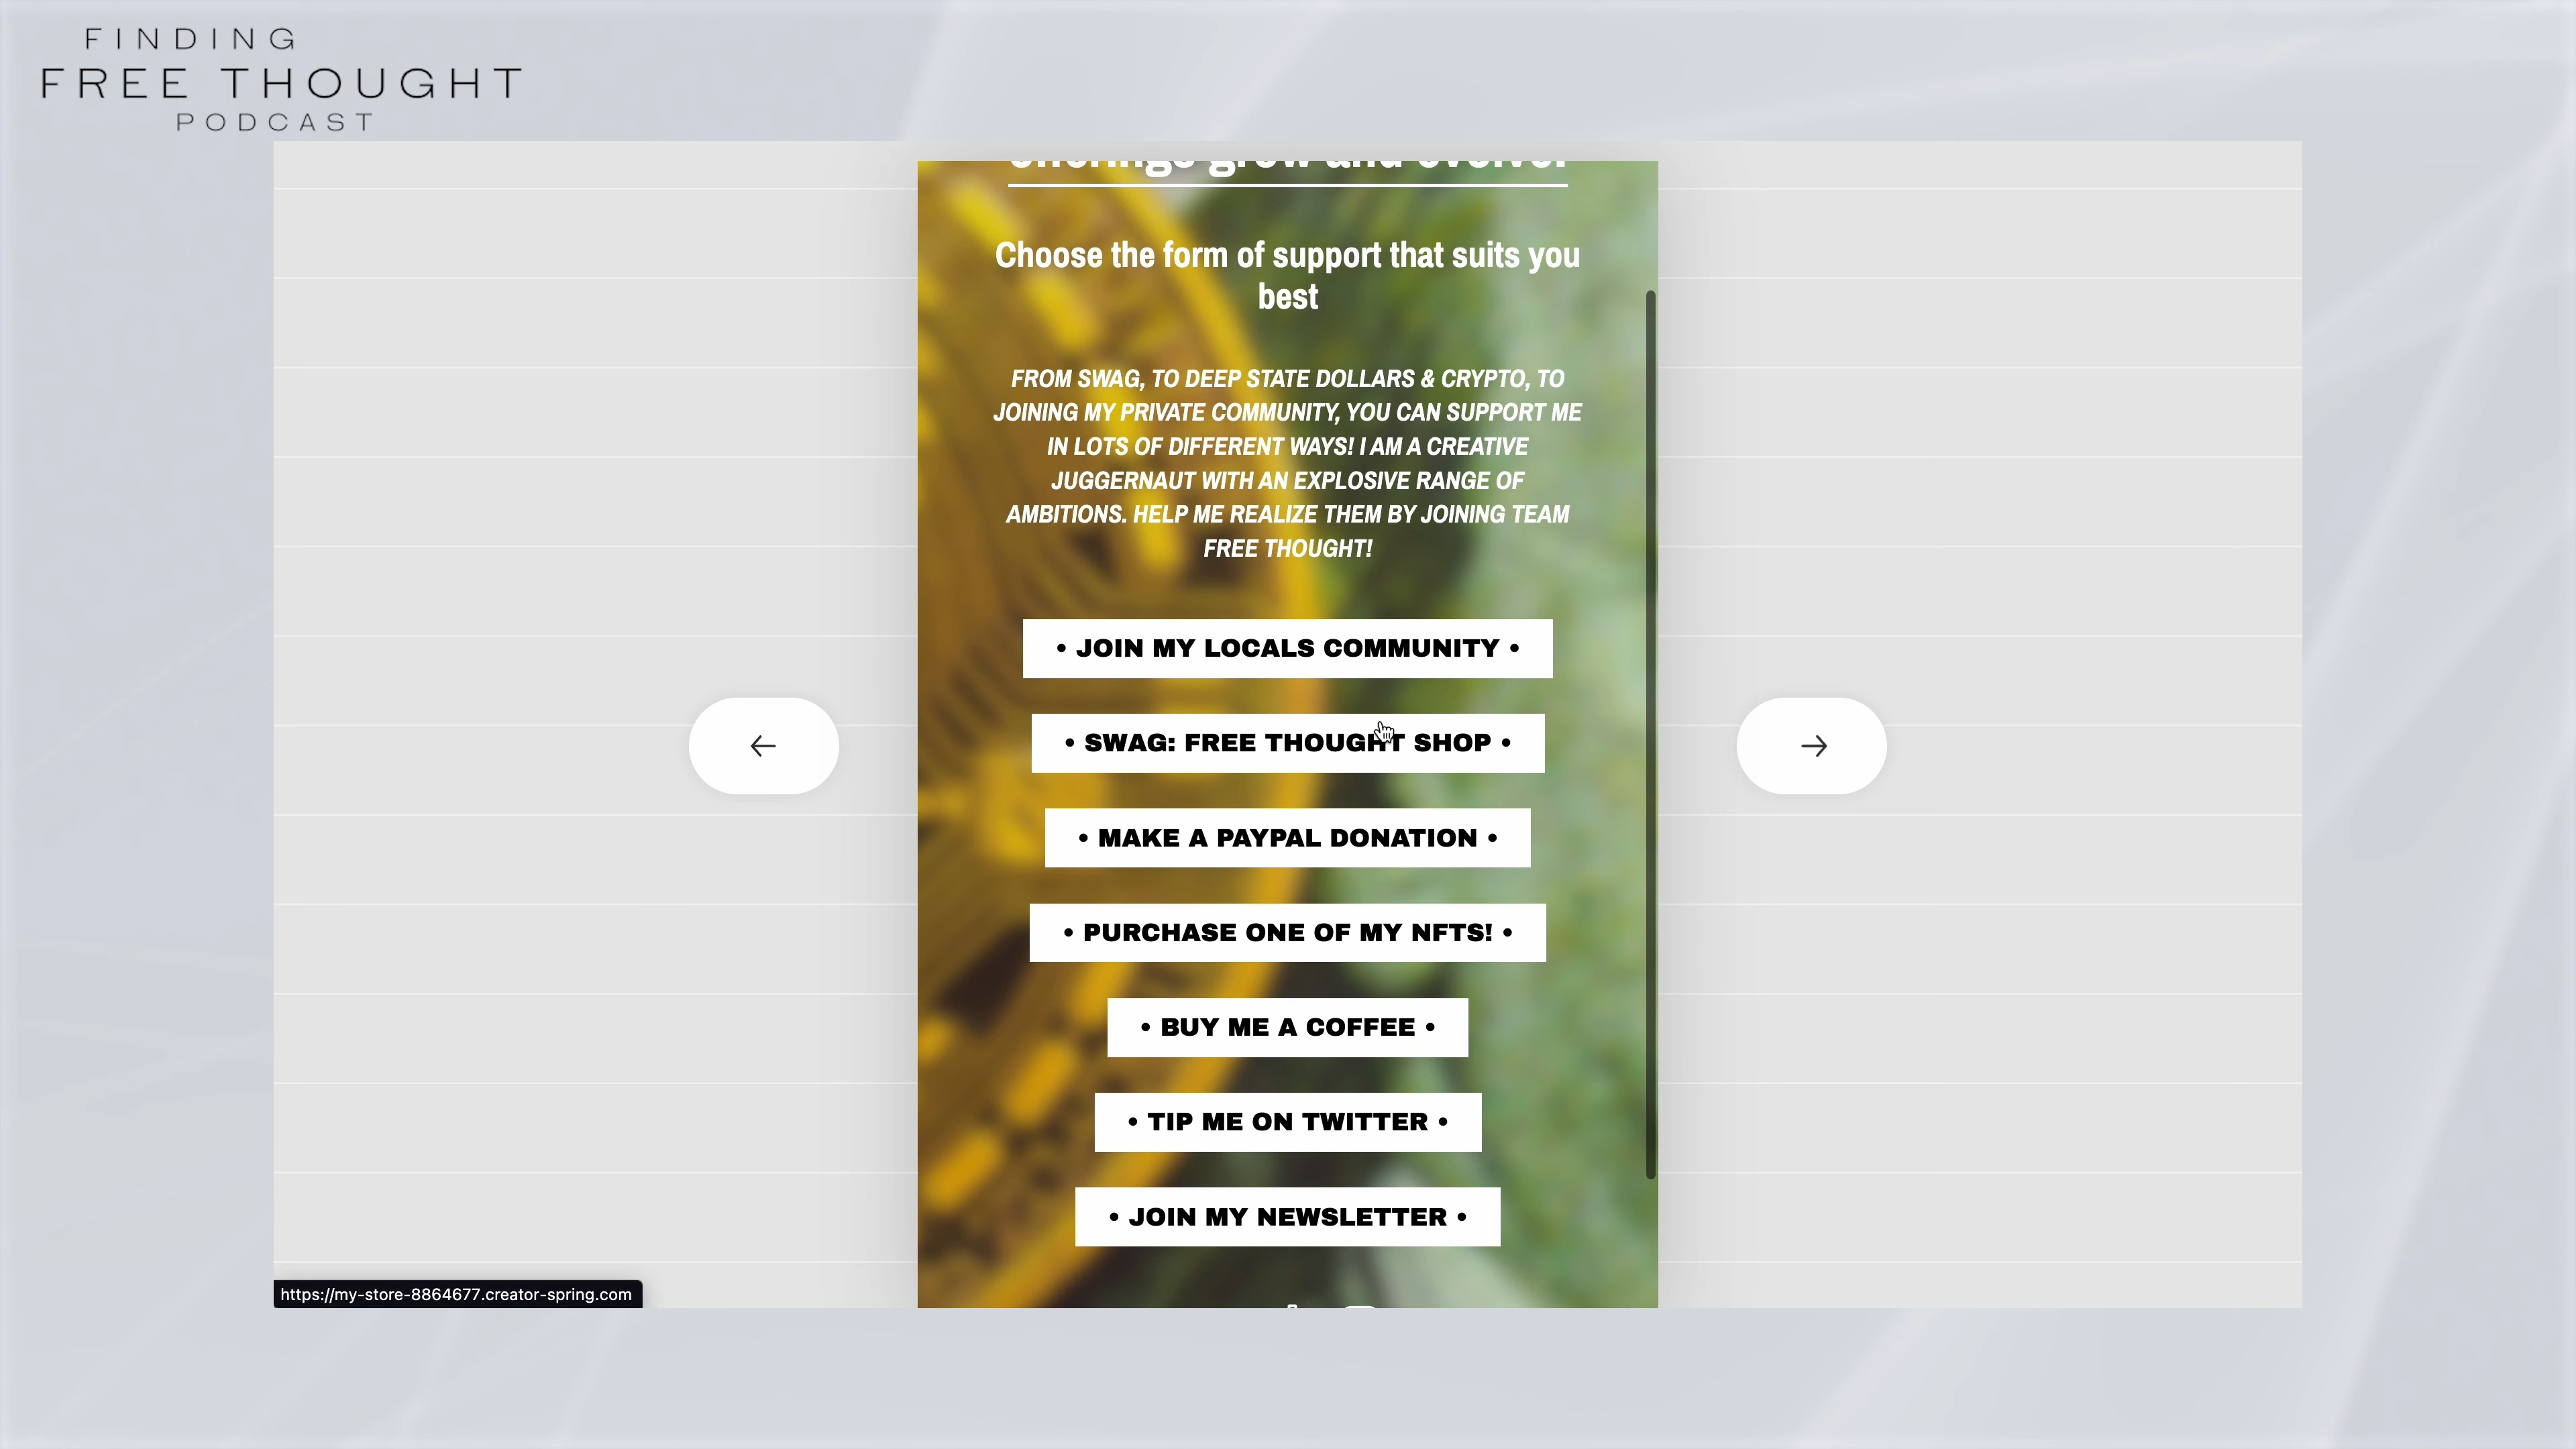 FINDING
FREE THOUGHT
PODCAST
offerings grow and evolve!
Choose the form of support that suits you
best
FROM SWAG, TO DEEP STATE DOLLARS & CRYPTO, TO
JOINING MY PRIVATE COMMUNITY, YOU CAN SUPPORT ME
IN LOTS OF DIFFERENT WAYS! I AM A CREATIVE
JUGGERNAUT WITH AN EXPLOSIVE RANGE OF
AMBITIONS. HELP ME REALIZE THEM BY JOINING TEAM
FREE THOUGHT!
• JOIN MY LOCALS COMMUNITY •
• SWAG: FREE THOUGHT SHOP •
• MAKE A PAYPAL DONATION •
• PURCHASE ONE OF MY NFTS! •
• BUY ME A COFFEE •
• TIP ME ON TWITTER •
• JOIN MY NEWSLETTER •
https://my-store-8864677.creator-spring.com